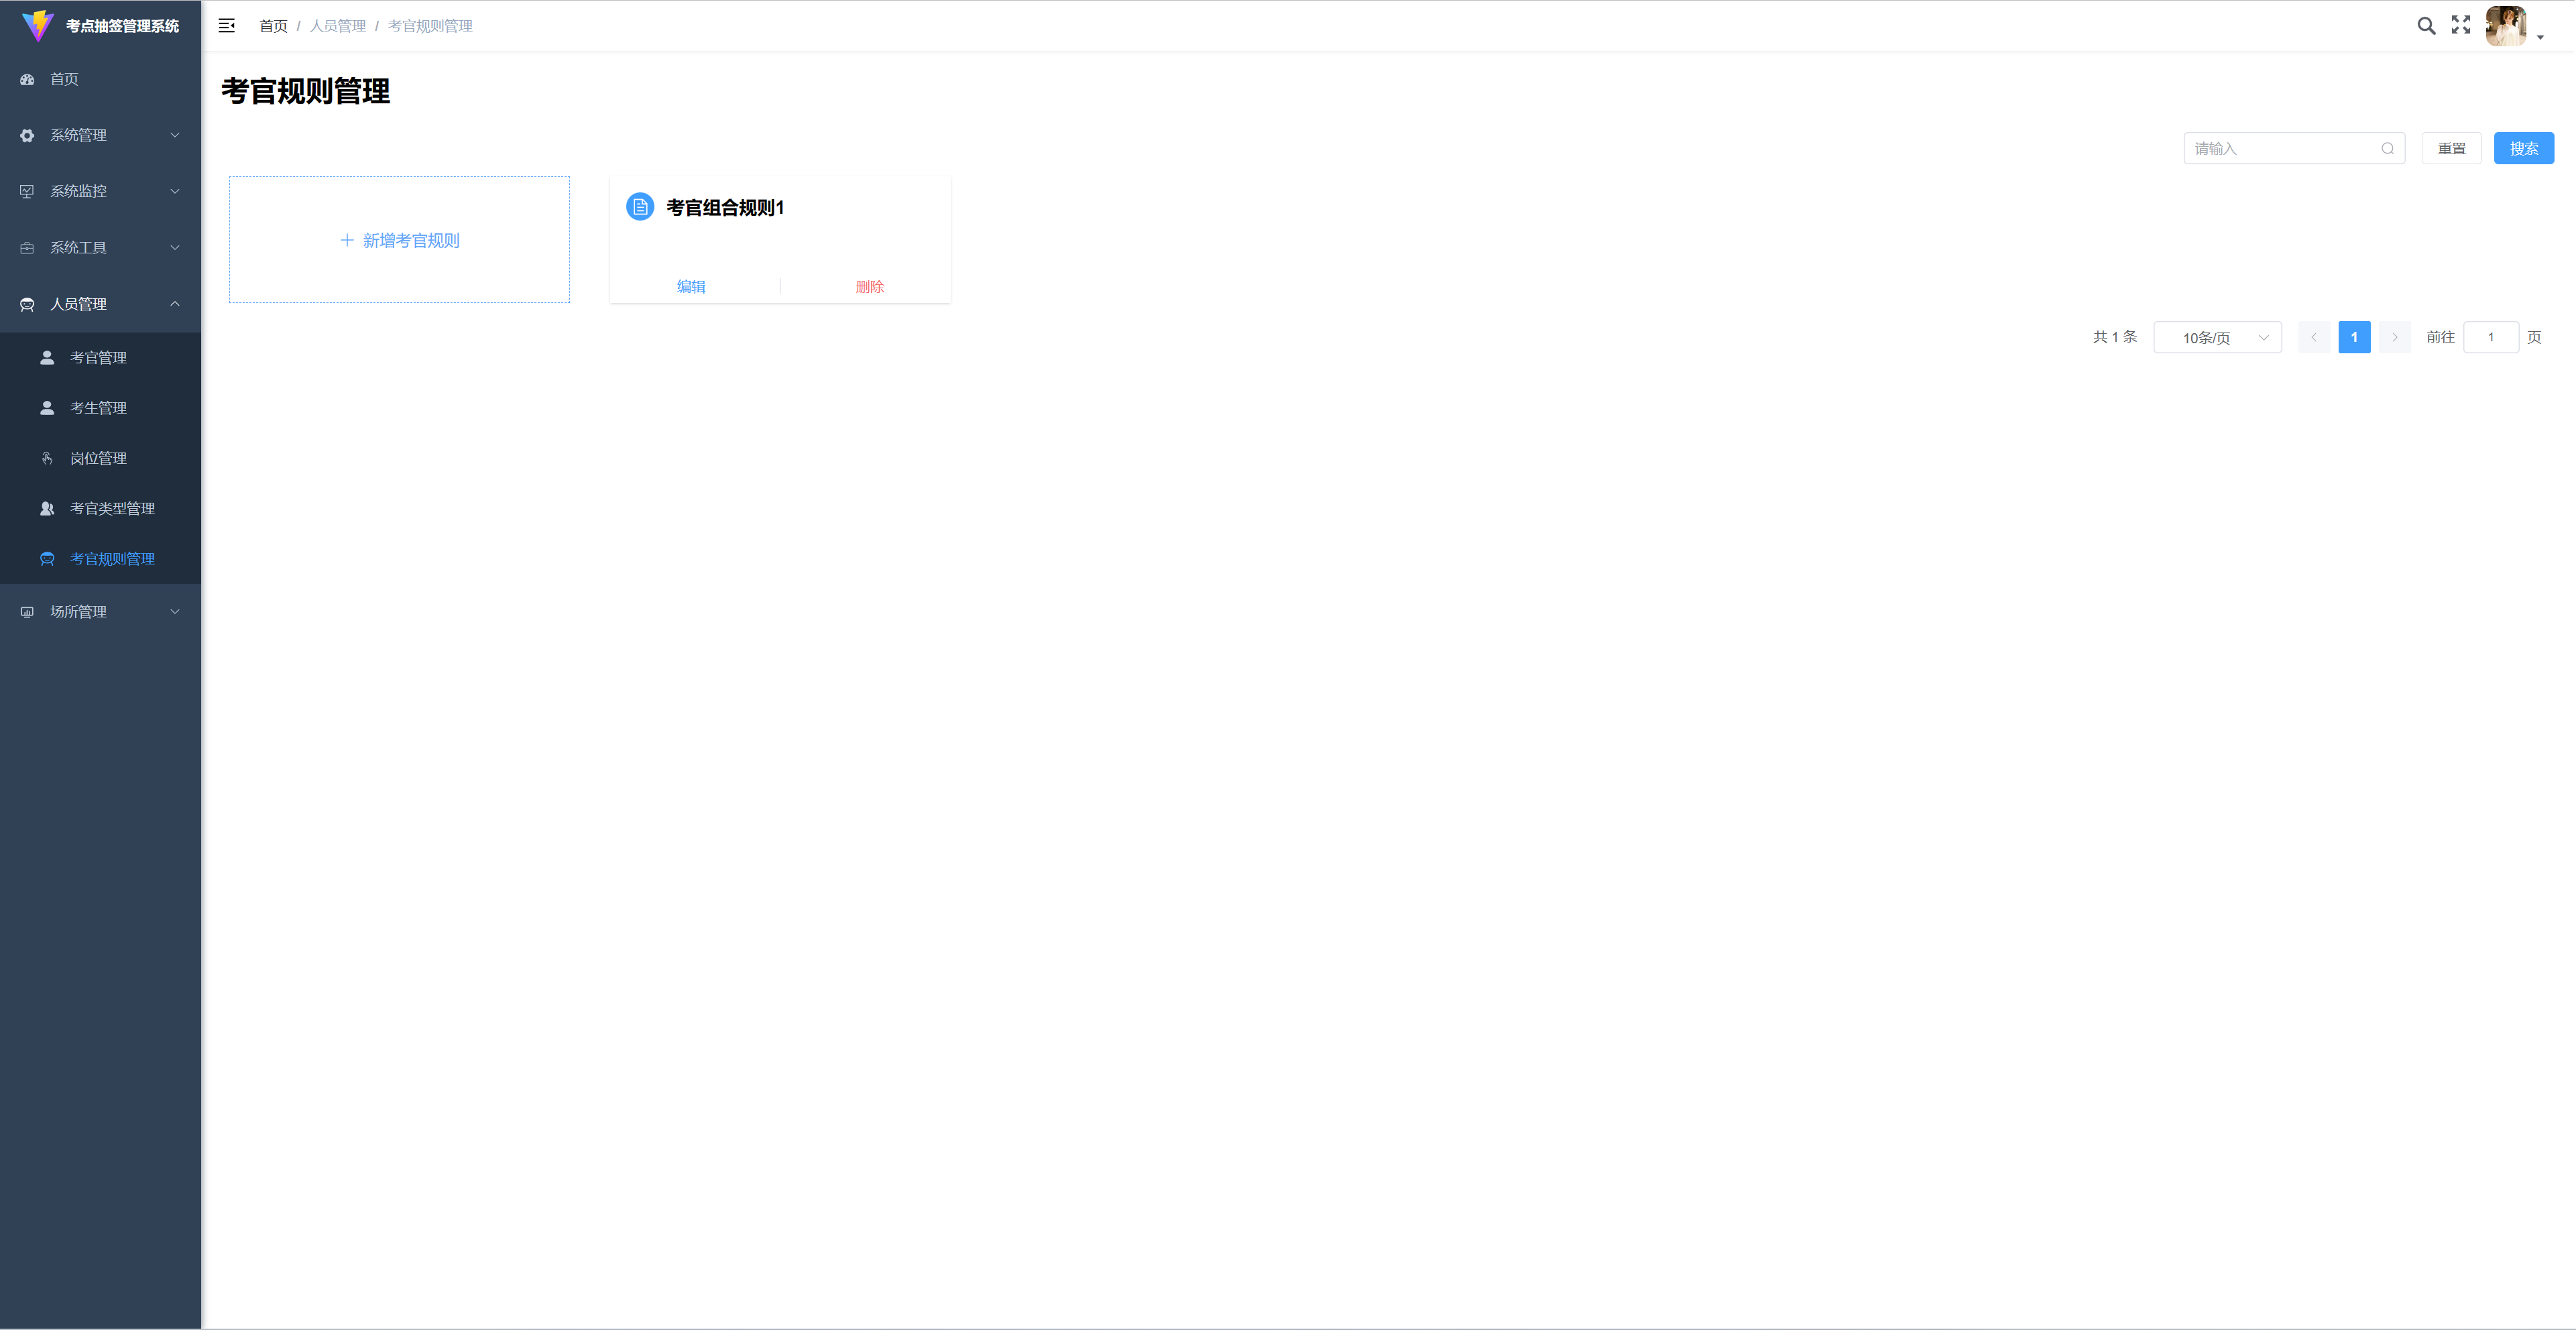 考点抽签管理系统
首页
系统管理
系统监控
系统工具
人员管理
考官管理
考生管理
岗位管理
考官类型管理
考官规则管理
场所管理
首页 / 人员管理 / 考官规则管理
考官规则管理
请输入 重置 搜索
新增考官规则
考官组合规则1
编辑 删除
共 1 条 10条/页 1 前往 1 页